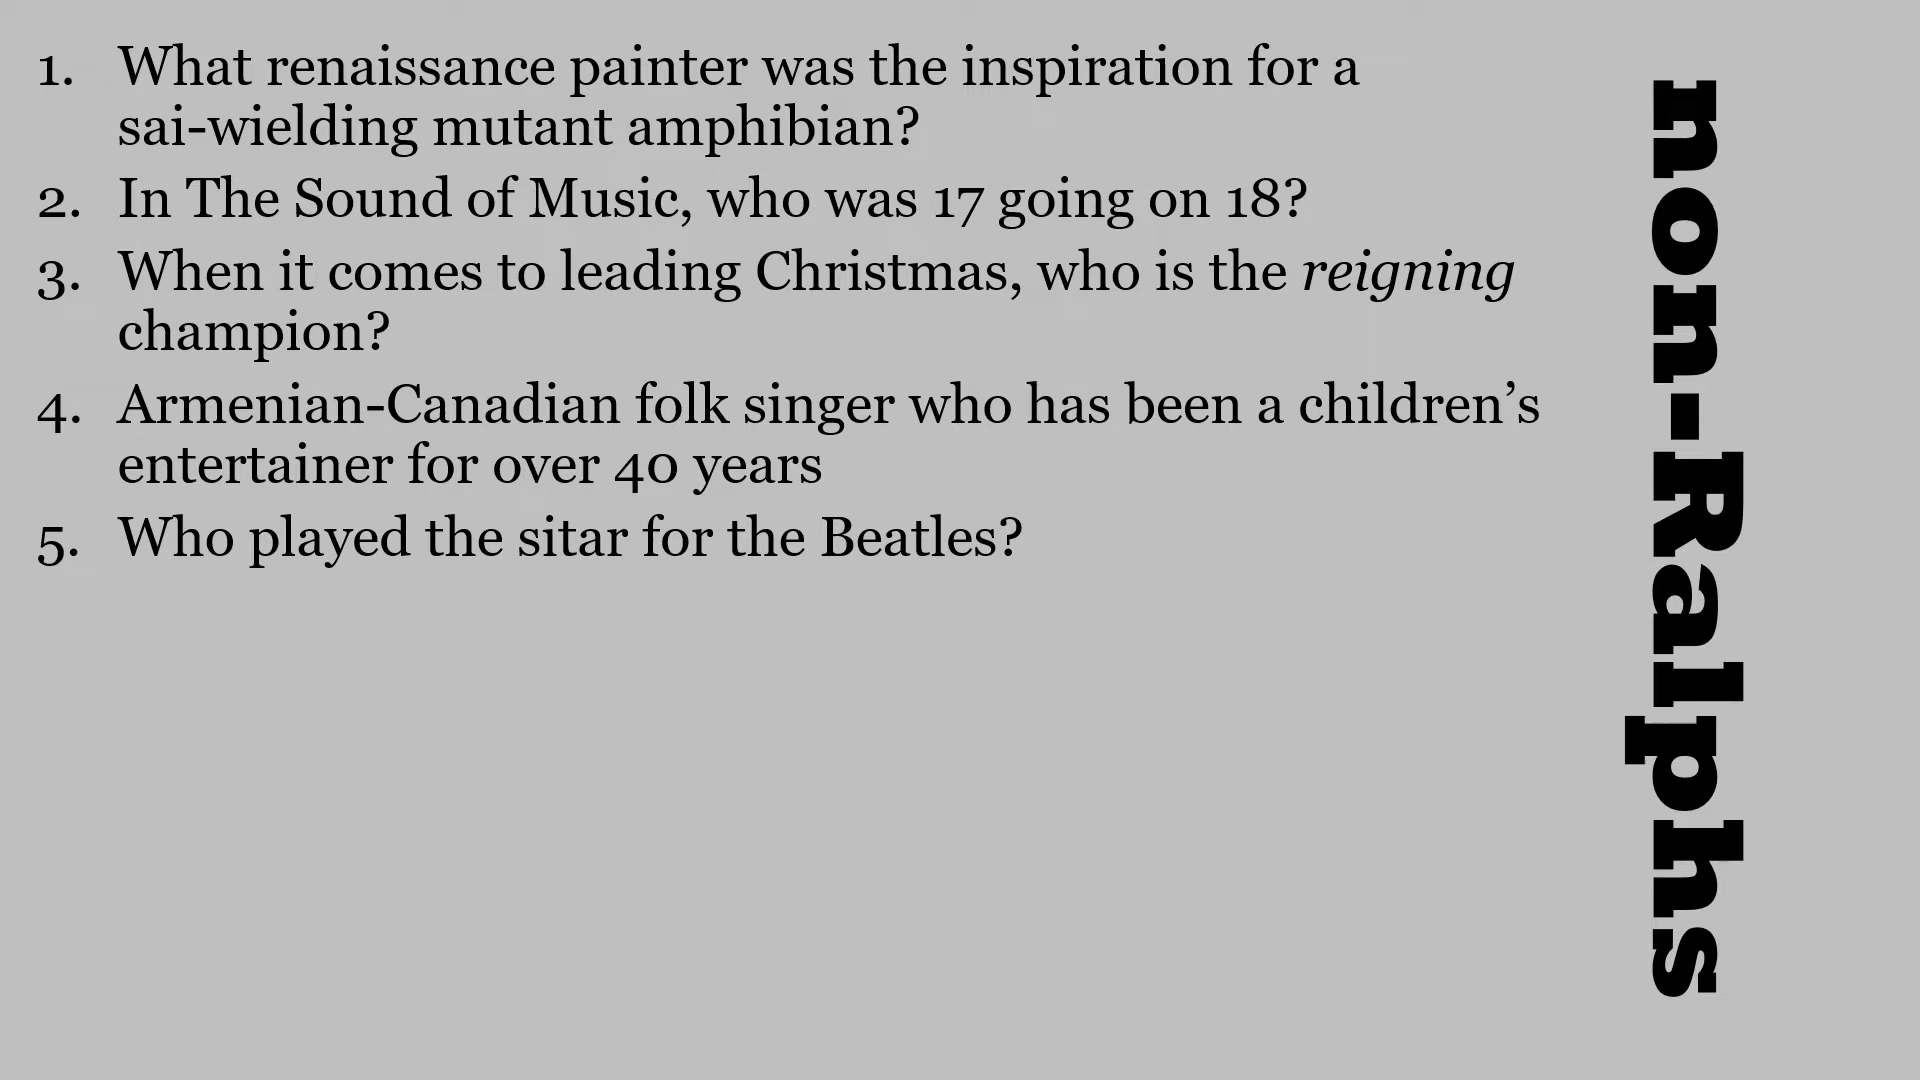 1. What renaissance painter was the inspiration for a
sai-wielding mutant amphibian?
2. In The Sound of Music, who was 17 going on 18?
3. When it comes to leading Christmas, who is the reigning
champion?
4. Armenian-Canadian folk singer who has been a children’s
entertainer for over 40 years
5. Who played the sitar for the Beatles?
non-Ralphs